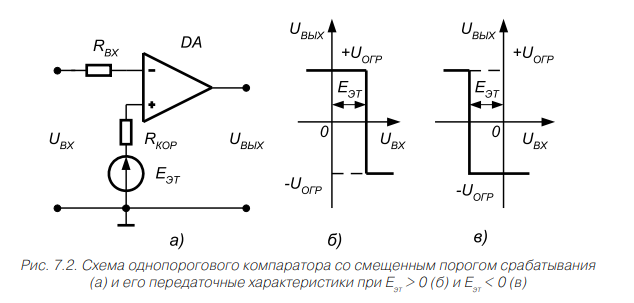 R_ВХ
DA
U_ВХ
R_КОР
U_ВЫХ
E_ЭТ
а)
U_ВЫХ
+U_ОГР
E_ЭТ
0
U_ВХ
-U_ОГР
б)
U_ВЫХ
+U_ОГР
E_ЭТ
0
U_ВХ
-U_ОГР
в)
Рис. 7.2. Схема однопорогового компаратора со смещенным порогом срабатывания
(а) и его передаточные характеристики при E_эт > 0 (б) и E_эт < 0 (в)